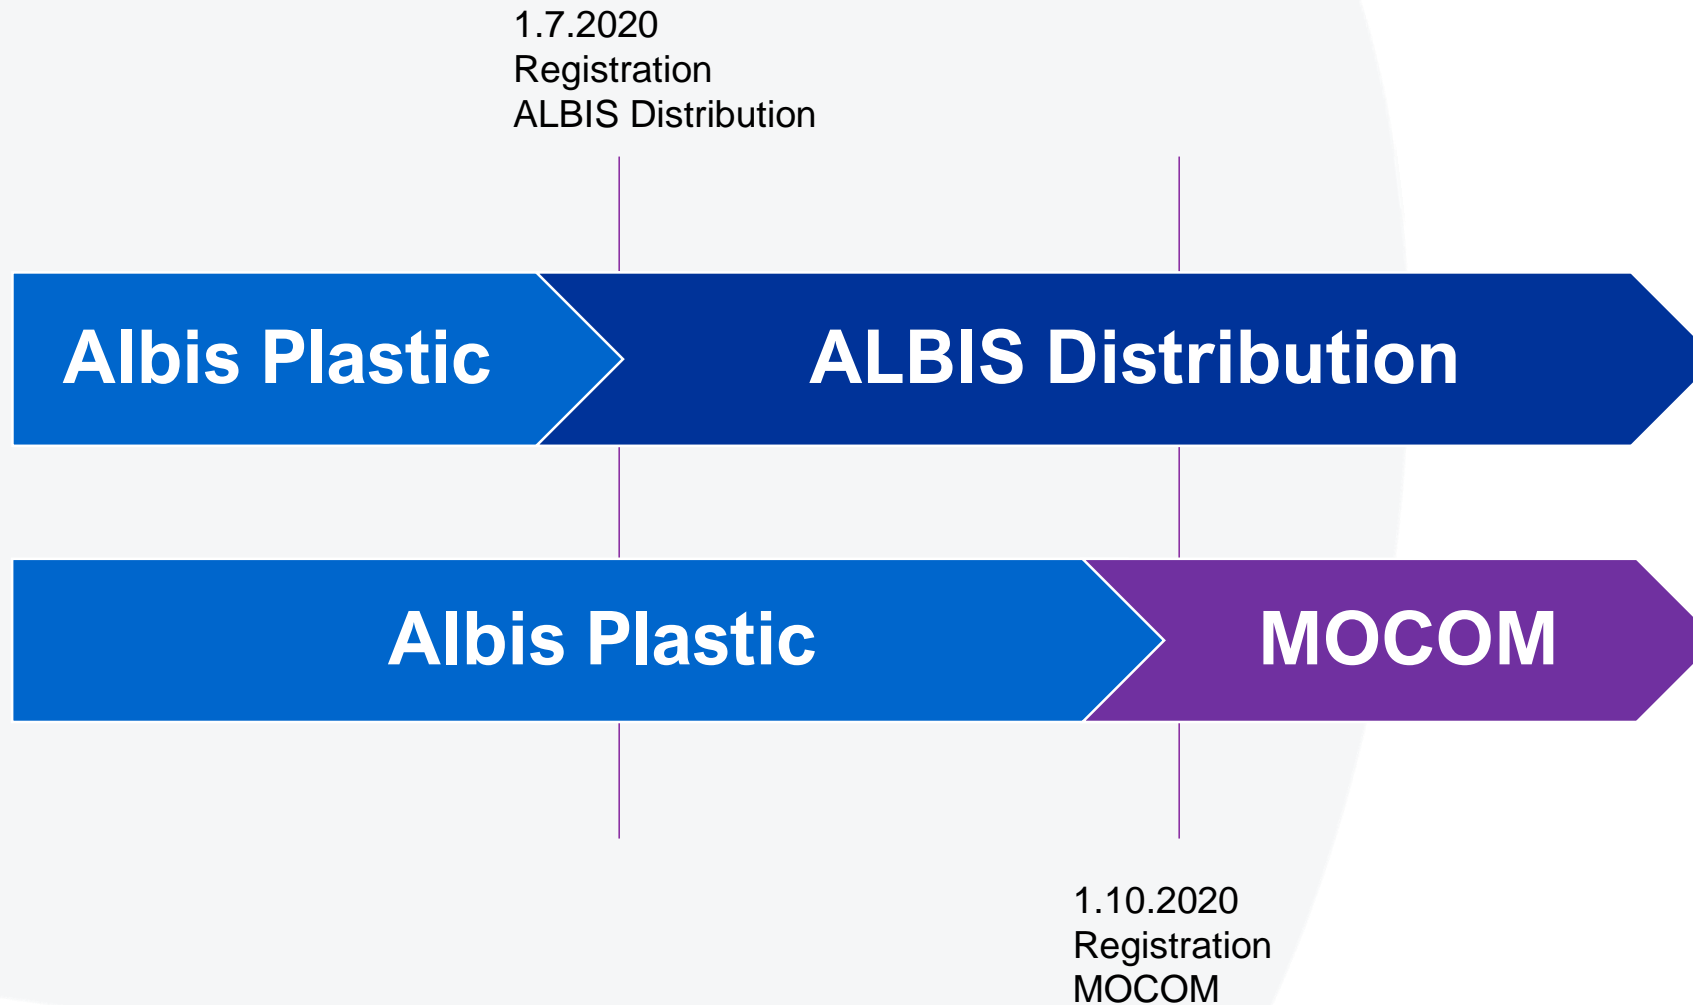 1.7.2020
Registration
ALBIS Distribution
Albis Plastic
ALBIS Distribution
Albis Plastic
MOCOM
1.10.2020
Registration
MOCOM